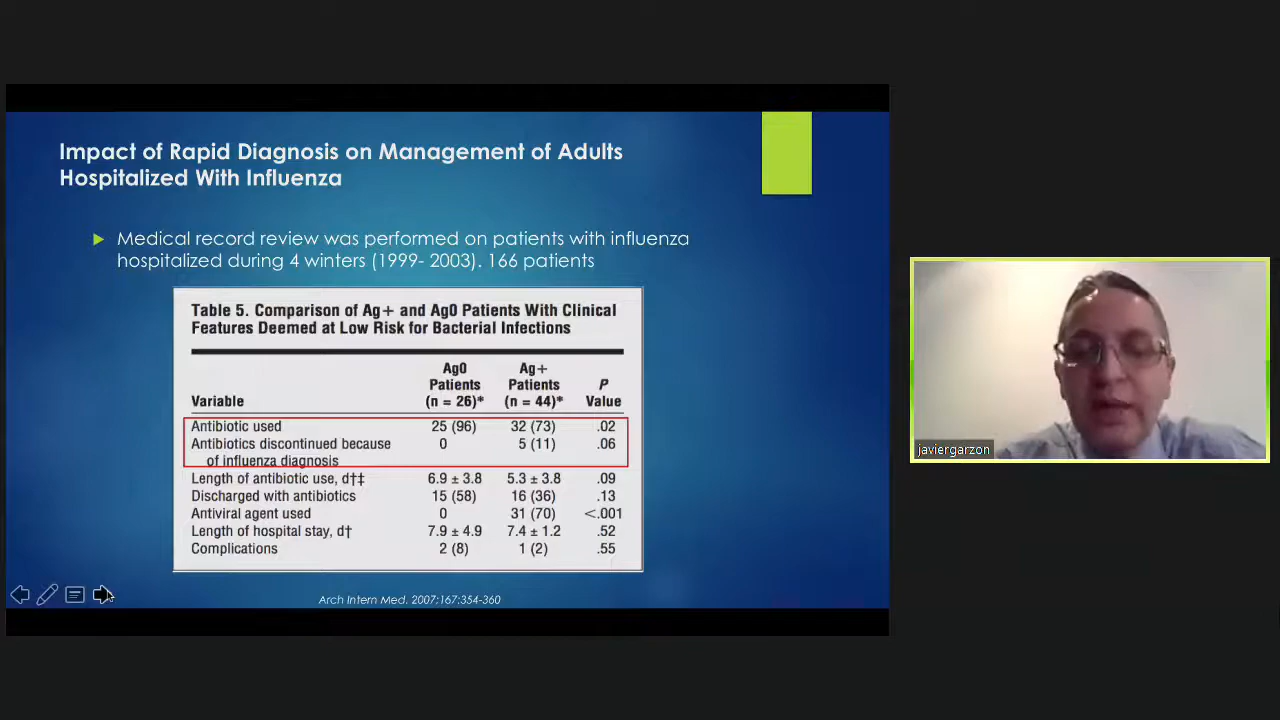 Impact of Rapid Diagnosis on Management of Adults
Hospitalized With Influenza
Medical record review was performed on patients with influenza
hospitalized during 4 winters (1999- 2003). 166 patients
Table 5. Comparison of Ag+ and Ag0 Patients With Clinical
Features Deemed at Low Risk for Bacterial Infections
Variable Ag0 Patients (n = 26)* Ag+ Patients (n = 44)* P Value
Antibiotic used 25 (96) 32 (73) .02
Antibiotics discontinued because 0 5 (11) .06
of influenza diagnosis
Length of antibiotic use, d†‡ 6.9 ± 3.8 5.3 ± 3.8 .09
Discharged with antibiotics 15 (58) 16 (36) .13
Antiviral agent used 0 31 (70) <.001
Length of hospital stay, d† 7.9 ± 4.9 7.4 ± 1.2 .52
Complications 2 (8) 1 (2) .55
Arch Intern Med. 2007;167:354-360
javiergarzon